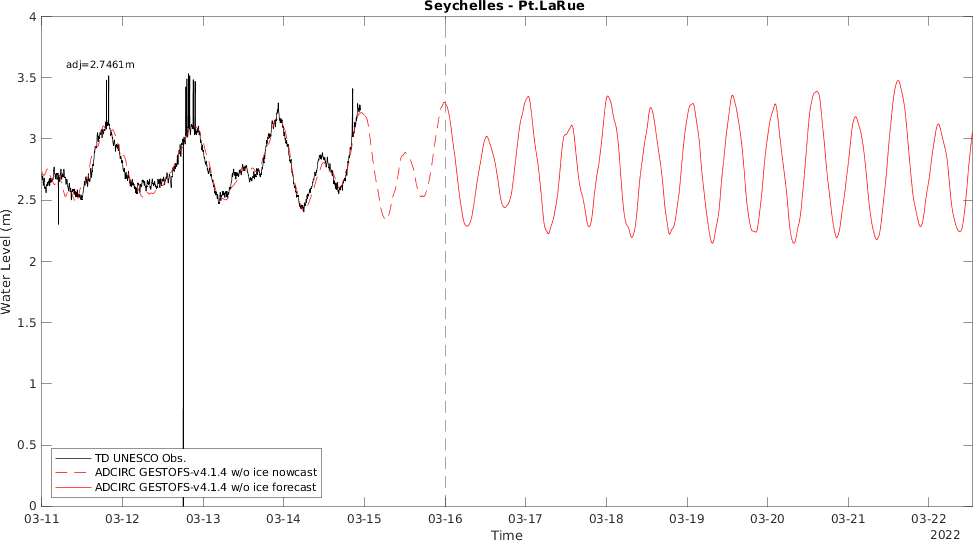 Seychelles - Pt.LaRue
adj=2.7461m
Water Level (m)
4
3.5
3
2.5
2
1.5
1
0.5
0
TD UNESCO Obs.
ADCIRC GESTOFS-v4.1.4 w/o ice nowcast
ADCIRC GESTOFS-v4.1.4 w/o ice forecast
03-11 03-12 03-13 03-14 03-15 03-16 03-17 03-18 03-19 03-20 03-21 03-22
Time
2022